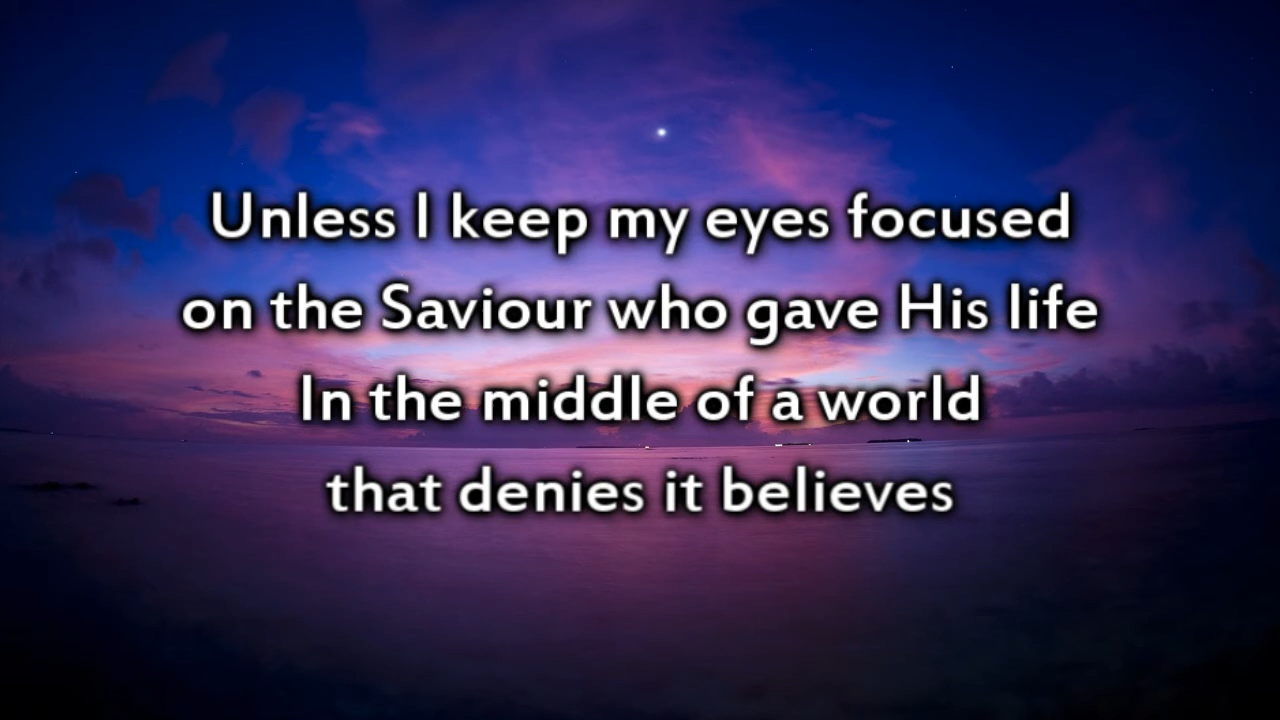 Unless I keep my eyes focused
on the Saviour who gave His life
In the middle of a world
that denies it believes